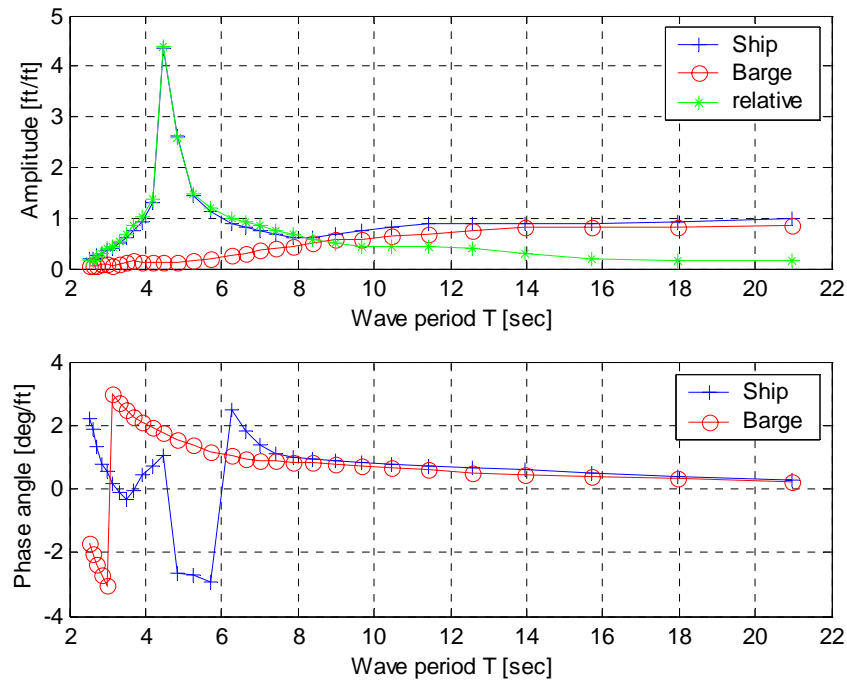 5
4
3
2
1
0
Amplitude [ft/ft]
Ship
Barge
relative
2 4 6 8 10 12 14 16 18 20 22
Wave period T [sec]
4
2
0
-2
-4
Phase angle [deg/ft]
Ship
Barge
2 4 6 8 10 12 14 16 18 20 22
Wave period T [sec]